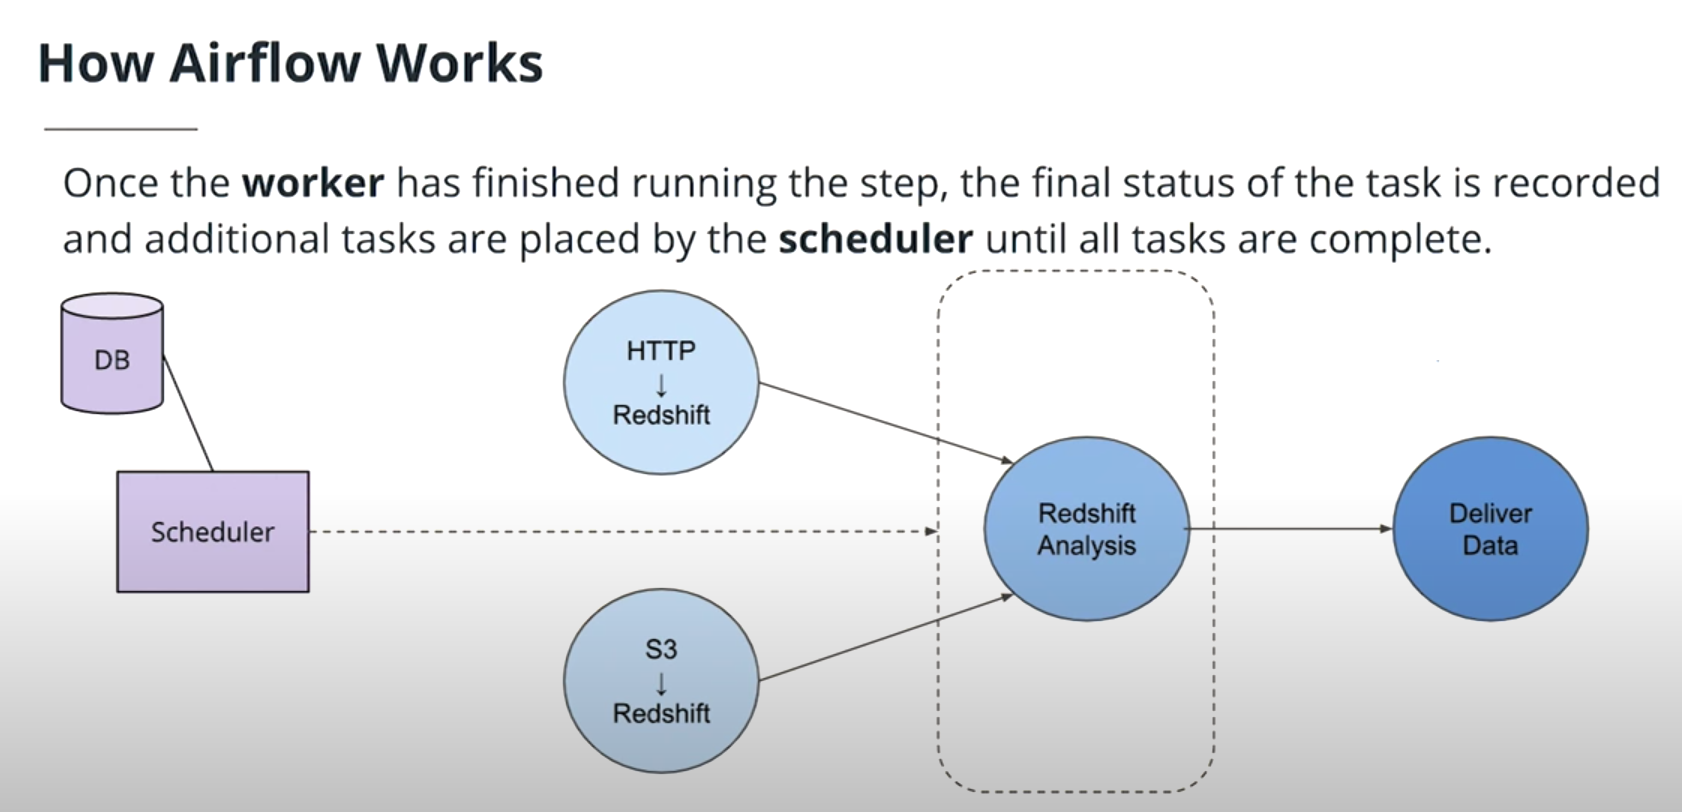 How Airflow Works
Once the worker has finished running the step, the final status of the task is recorded
and additional tasks are placed by the scheduler until all tasks are complete.
DB
Scheduler
HTTP
↓
Redshift
S3
↓
Redshift
Redshift
Analysis
Deliver
Data